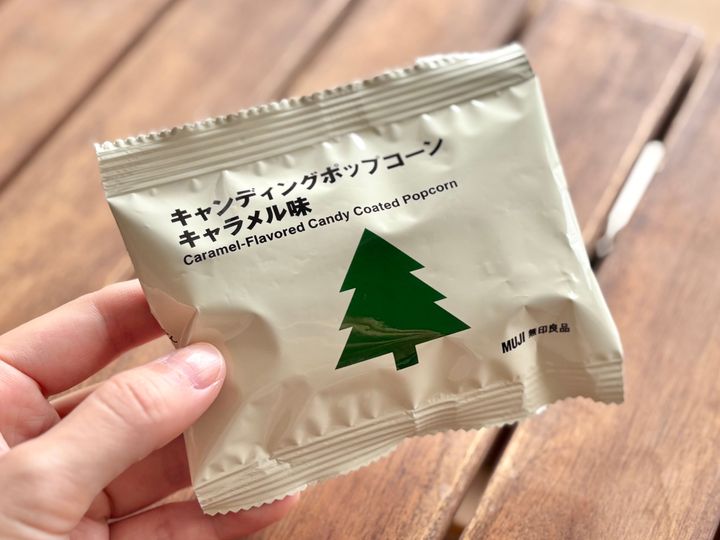 キャンディングポップコーン
キャラメル味
Caramel-Flavored Candy Coated Popcorn
MUJI 無印良品